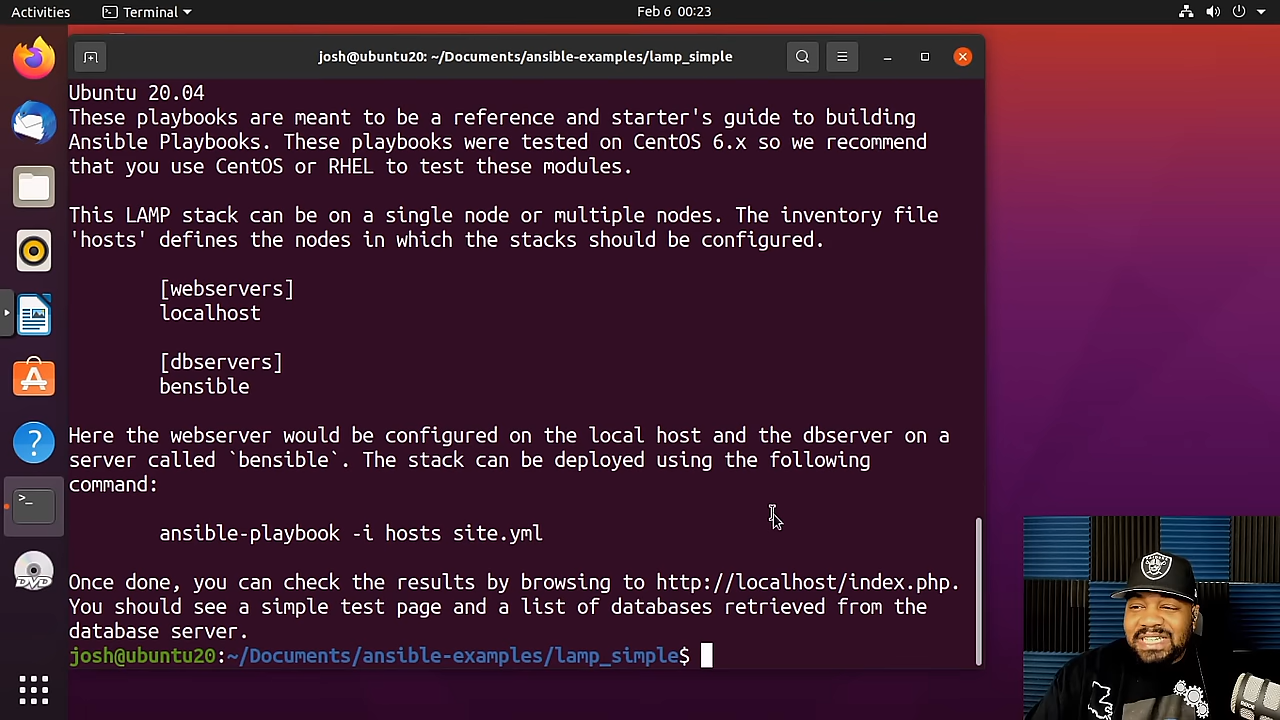 Activities
Terminal
Feb 6 00:23
josh@ubuntu20: ~/Documents/ansible-examples/lamp_simple
Ubuntu 20.04
These playbooks are meant to be a reference and starter's guide to building
Ansible Playbooks. These playbooks were tested on CentOS 6.x so we recommend
that you use CentOS or RHEL to test these modules.
This LAMP stack can be on a single node or multiple nodes. The inventory file
'hosts' defines the nodes in which the stacks should be configured.
[webservers]
localhost
[dbservers]
bensible
Here the webserver would be configured on the local host and the dbserver on a
server called `bensible`. The stack can be deployed using the following
command:
ansible-playbook -i hosts site.yml
Once done, you can check the results by browsing to http://localhost/index.php.
You should see a simple test page and a list of databases retrieved from the
database server.
josh@ubuntu20:~/Documents/ansible-examples/lamp_simple$
>_
DVD